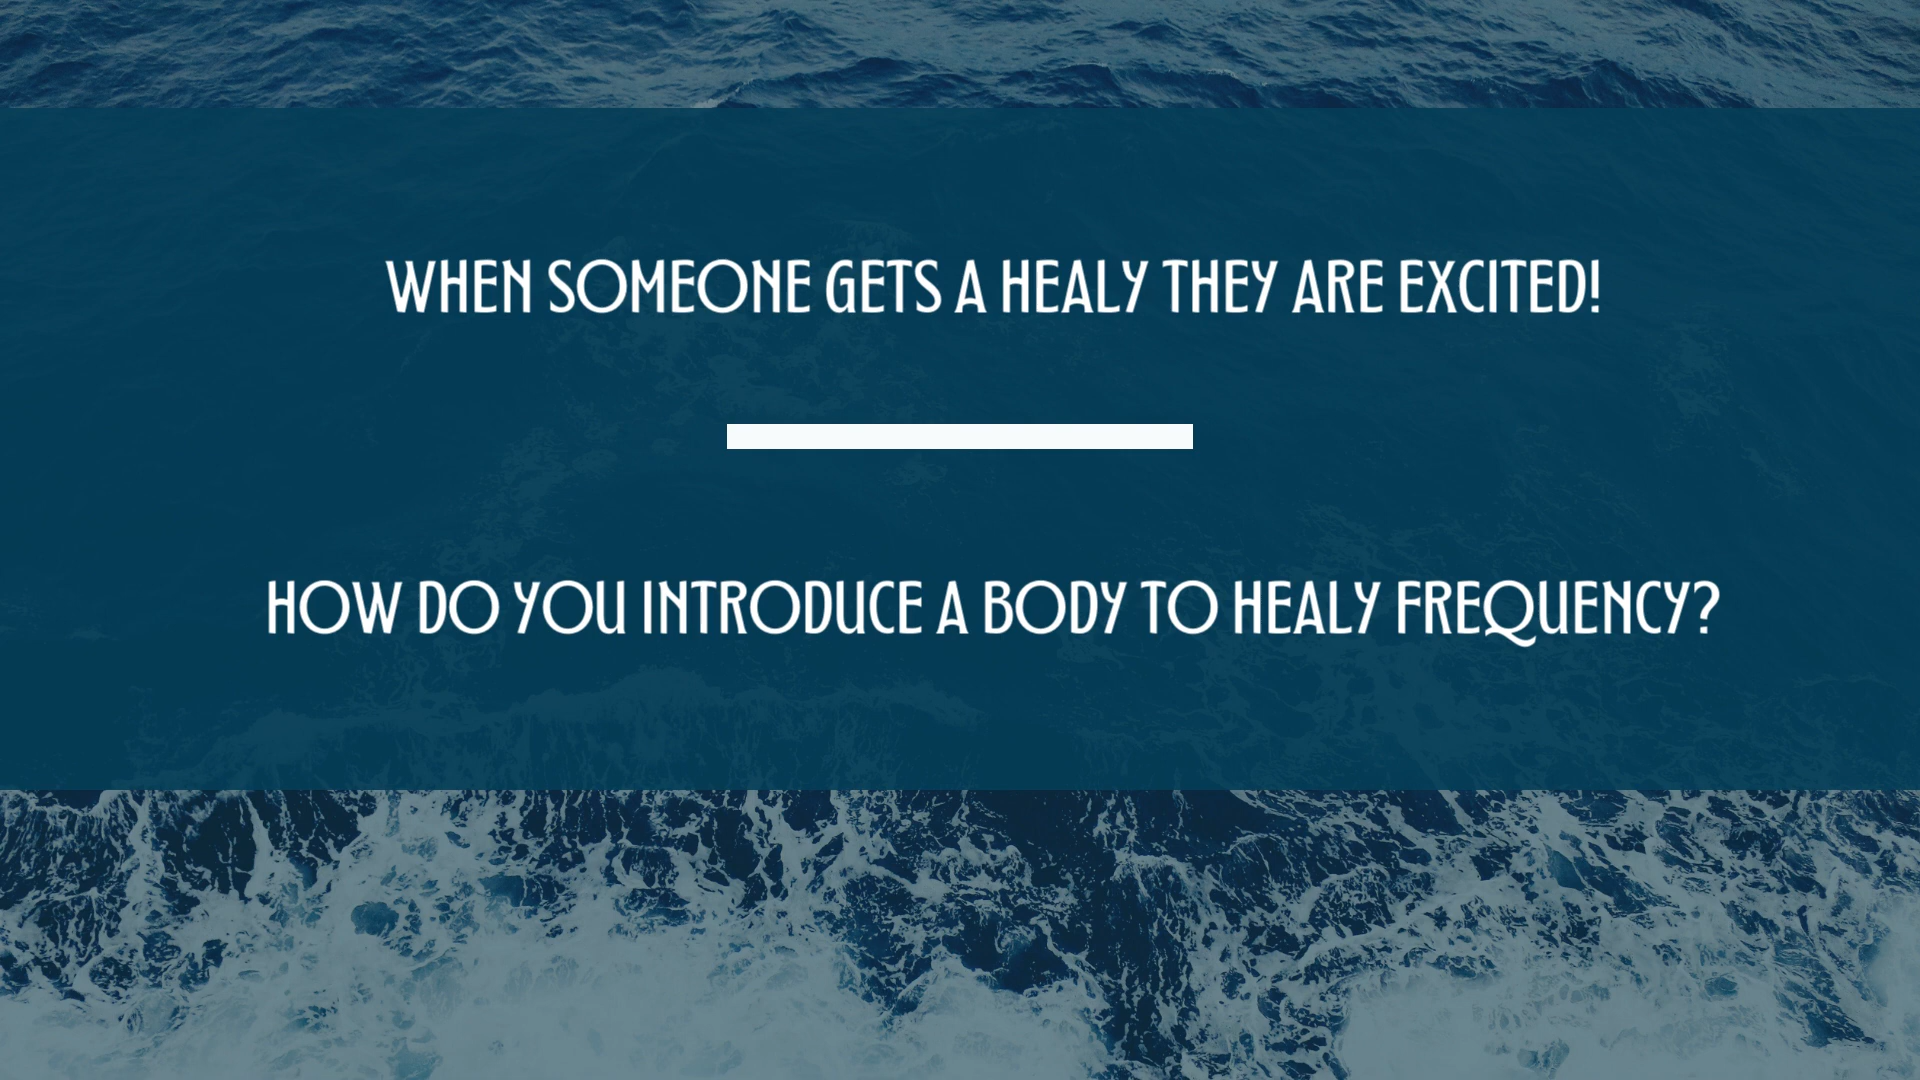 WHEN SOMEONE GETS A HEALY THEY ARE EXCITED!
HOW DO YOU INTRODUCE A BODY TO HEALY FREQUENCY?